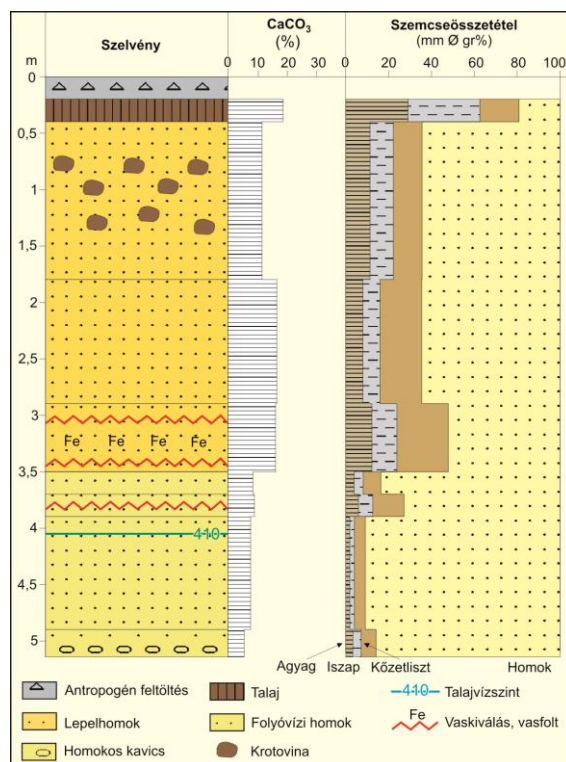 Szelvény
CaCO₃
(%)
Szemcseösszetétel
(mm Ø gr%)
m
0 10 20 30
0 20 40 60 80 100
0
0,5
1
1,5
2
2,5
3
Fe Fe Fe Fe
3,5
4
410
4,5
5
Agyag Iszap Kőzetliszt Homok
Antropogén feltöltés
Talaj
410 Talajvízszint
Lepelhomok
Folyóvízi homok
Fe Vaskiválás, vasfolt
Homokos kavics
Krotovina